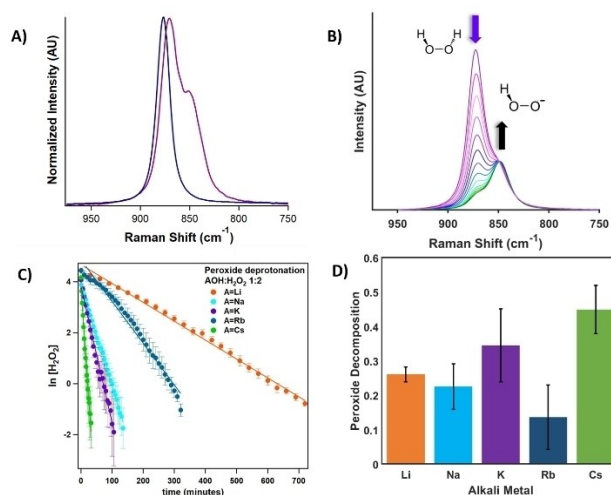 A)
Normalized Intensity (AU)
975 900 850 800 750
Raman Shift (cm⁻¹)
B)
H H
O—O
H
O—O⁻
Intensity (AU)
950 900 850 800 750
Raman Shift (cm⁻¹)
C)
Peroxide deprotonation
AOH:H₂O₂ 1:2
A=Li
A=Na
A=K
A=Rb
A=Cs
ln [H₂O₂]
4
2
0
-2
0 100 200 300 400 500 600 700
time (minutes)
D)
Peroxide Decomposition
0.6
0.5
0.4
0.3
0.2
0.1
0.0
Li Na K Rb Cs
Alkali Metal